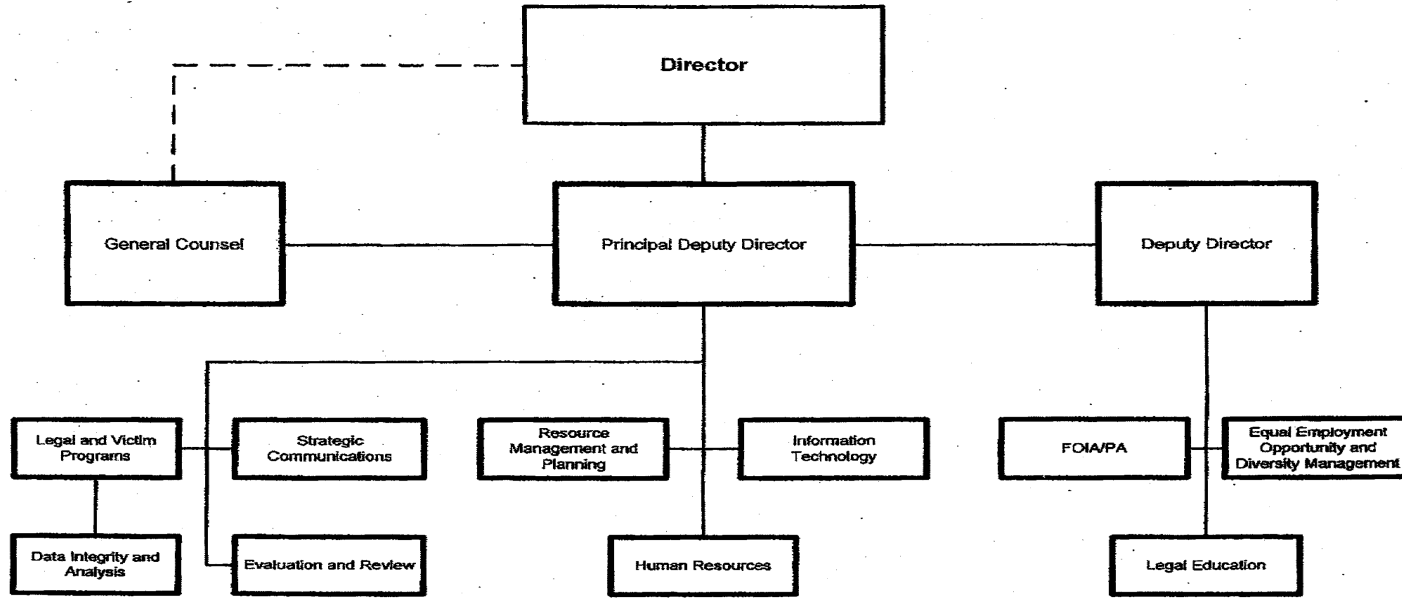 Director
General Counsel
Principal Deputy Director
Deputy Director
Legal and Victim
Programs
Strategic
Communications
Resource
Management and
Planning
Information
Technology
FOIA/PA
Equal Employment
Opportunity and
Diversity Management
Data Integrity and
Analysis
Evaluation and Review
Human Resources
Legal Education